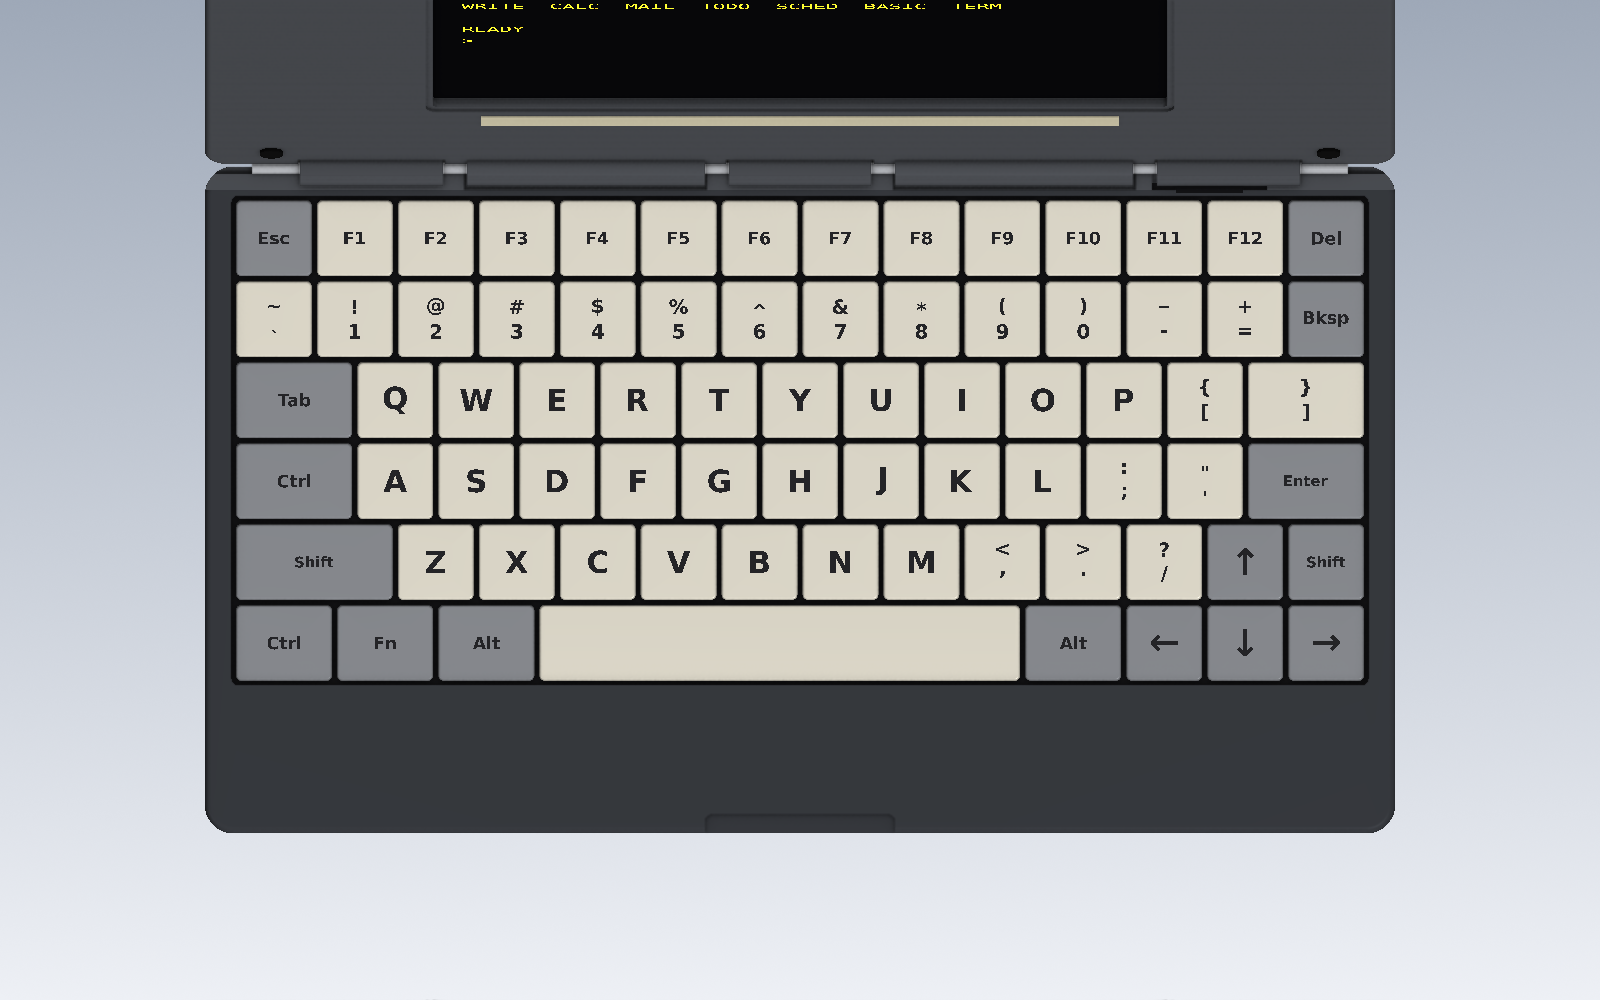 WRITE CALC MAIL TODO SCHED BASIC TERM
READY
:-
Esc F1 F2 F3 F4 F5 F6 F7 F8 F9 F10 F11 F12 Del
~ ! @ # $ % ^ & * ( ) _ +
` 1 2 3 4 5 6 7 8 9 0 - = Bksp
{ }
Tab Q W E R T Y U I O P [ ]
: "
Ctrl A S D F G H J K L ; ' Enter
< > ?
Shift Z X C V B N M , . / ↑ Shift
Ctrl Fn Alt Alt ← ↓ →